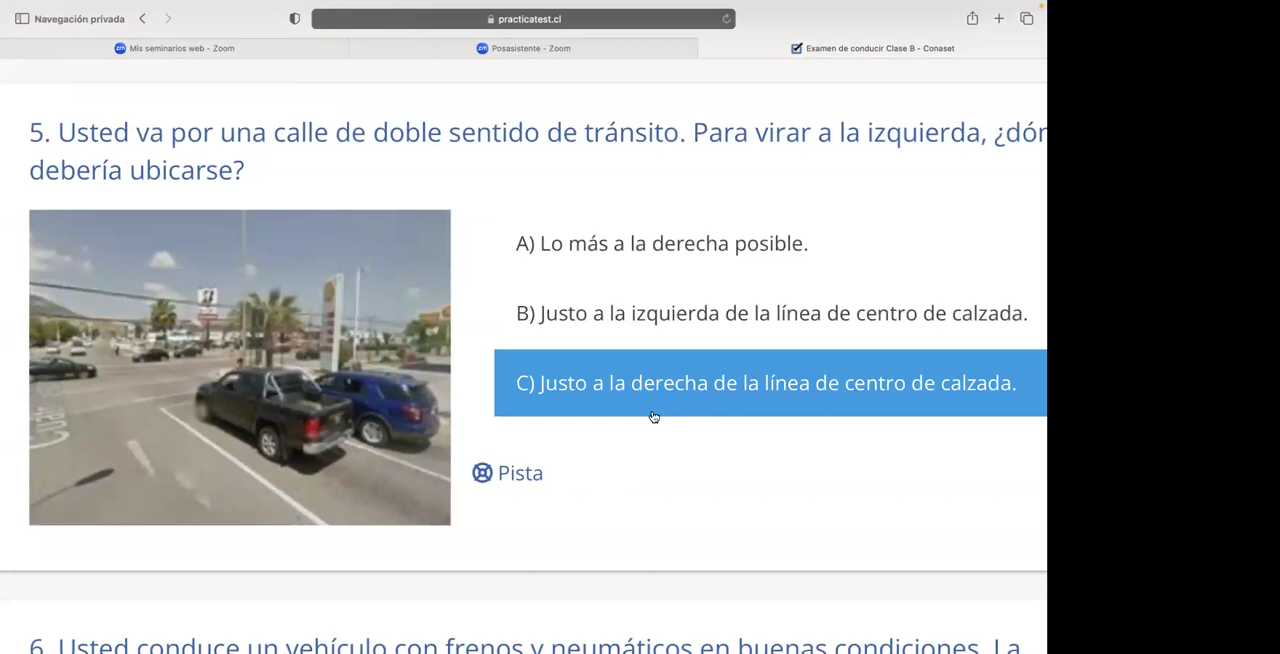 Navegación privada
practicatest.cl
Mis seminarios web - Zoom
Posasistente - Zoom
Examen de conducir Clase B - Conaset
5. Usted va por una calle de doble sentido de tránsito. Para virar a la izquierda, ¿dón
debería ubicarse?
A) Lo más a la derecha posible.
B) Justo a la izquierda de la línea de centro de calzada.
C) Justo a la derecha de la línea de centro de calzada.
Pista
6. Usted conduce un vehículo con frenos y neumáticos en buenas condiciones. La